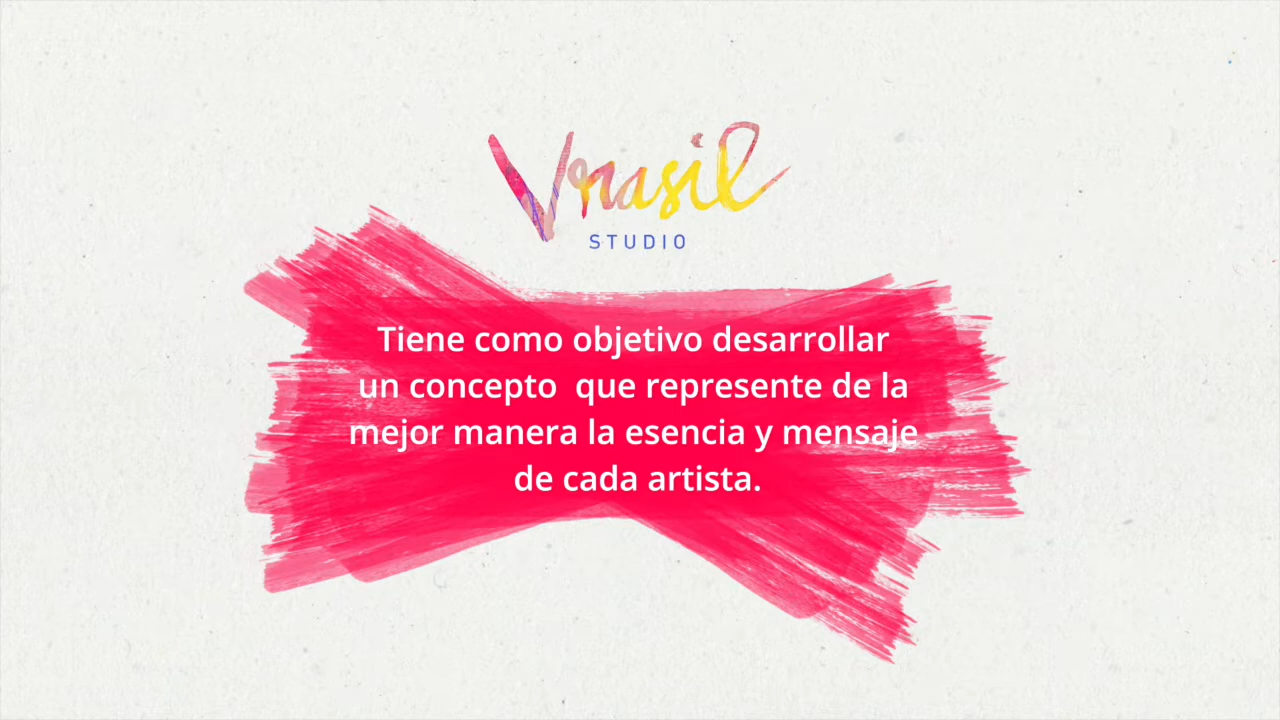 Vrasil
STUDIO
Tiene como objetivo desarrollar
un concepto  que represente de la
mejor manera la esencia y mensaje
de cada artista.